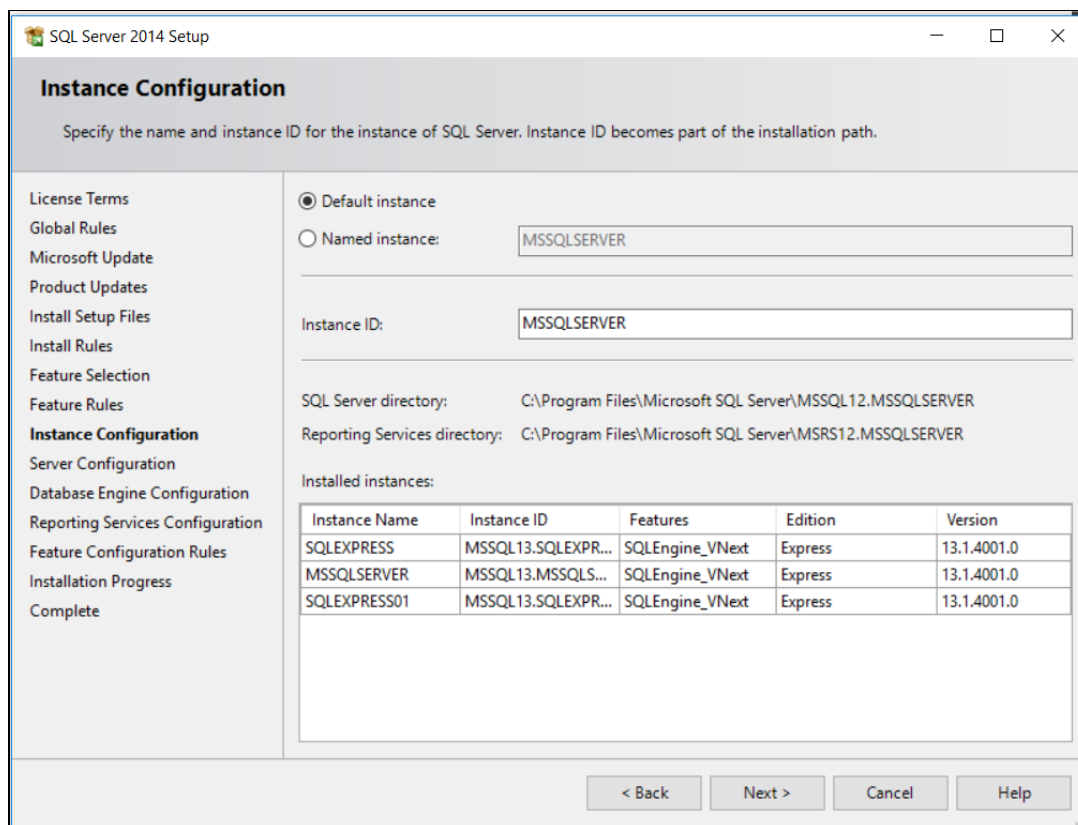 SQL Server 2014 Setup
Instance Configuration
Specify the name and instance ID for the instance of SQL Server. Instance ID becomes part of the installation path.
License Terms
Global Rules
Microsoft Update
Product Updates
Install Setup Files
Install Rules
Feature Selection
Feature Rules
Instance Configuration
Server Configuration
Database Engine Configuration
Reporting Services Configuration
Feature Configuration Rules
Installation Progress
Complete
Default instance
Named instance: MSSQLSERVER
Instance ID: MSSQLSERVER
SQL Server directory: C:\Program Files\Microsoft SQL Server\MSSQL12.MSSQLSERVER
Reporting Services directory: C:\Program Files\Microsoft SQL Server\MSRS12.MSSQLSERVER
Installed instances:
Instance Name Instance ID Features Edition Version
SQLEXPRESS MSSQL13.SQLEXPR... SQLEngine_VNext Express 13.1.4001.0
MSSQLSERVER MSSQL13.MSSQLS... SQLEngine_VNext Express 13.1.4001.0
SQLEXPRESS01 MSSQL13.SQLEXPR... SQLEngine_VNext Express 13.1.4001.0
< Back Next > Cancel Help